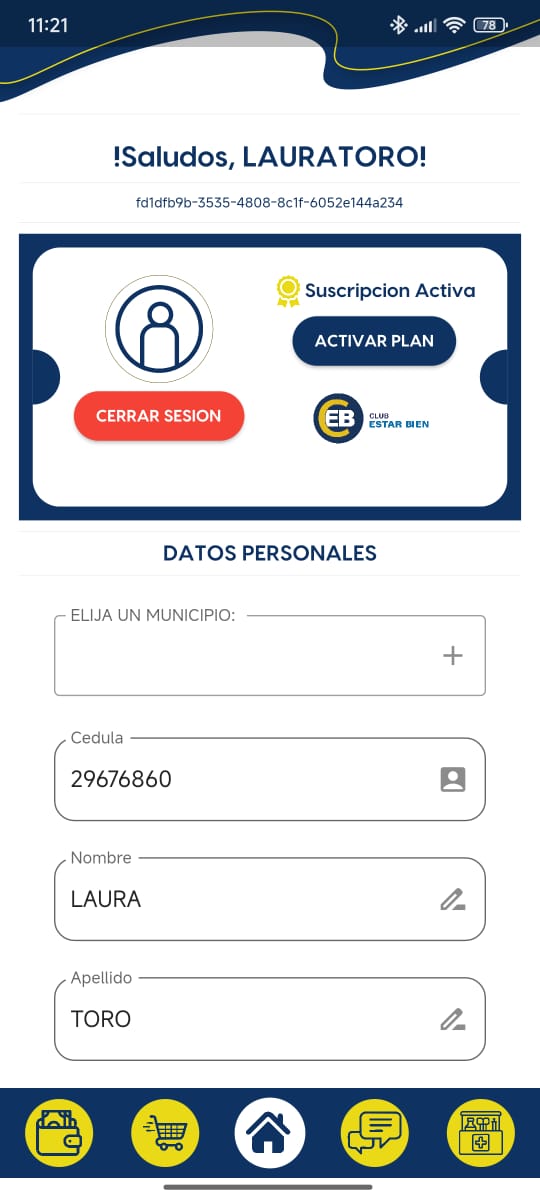 11:21
78
!Saludos, LAURATORO!
fd1dfb9b-3535-4808-8c1f-6052e144a234
Suscripcion Activa
ACTIVAR PLAN
CERRAR SESION
EB
CLUB
ESTAR BIEN
DATOS PERSONALES
ELIJA UN MUNICIPIO:
Cedula
29676860
Nombre
LAURA
Apellido
TORO